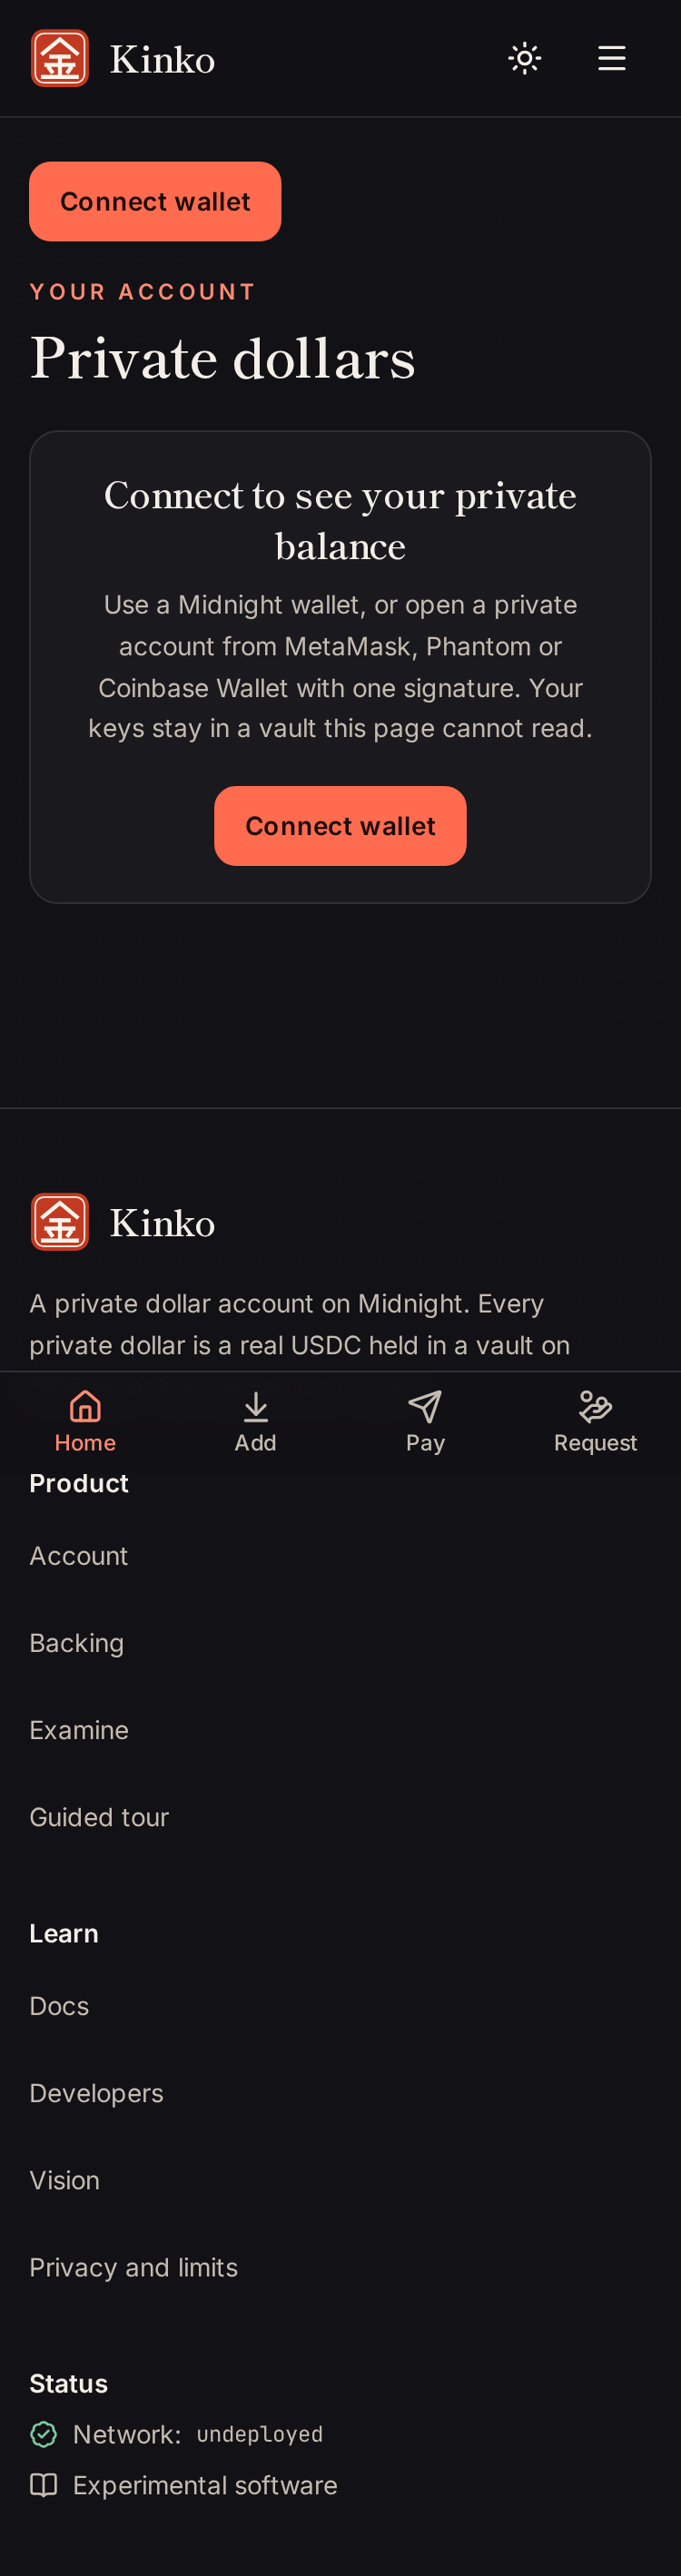 金 Kinko
Connect wallet
YOUR ACCOUNT
Private dollars
Connect to see your private
balance
Use a Midnight wallet, or open a private
account from MetaMask, Phantom or
Coinbase Wallet with one signature. Your
keys stay in a vault this page cannot read.
Connect wallet
金 Kinko
A private dollar account on Midnight. Every
private dollar is a real USDC held in a vault on
Home Add Pay Request
Product
Account
Backing
Examine
Guided tour
Learn
Docs
Developers
Vision
Privacy and limits
Status
Network: undeployed
Experimental software